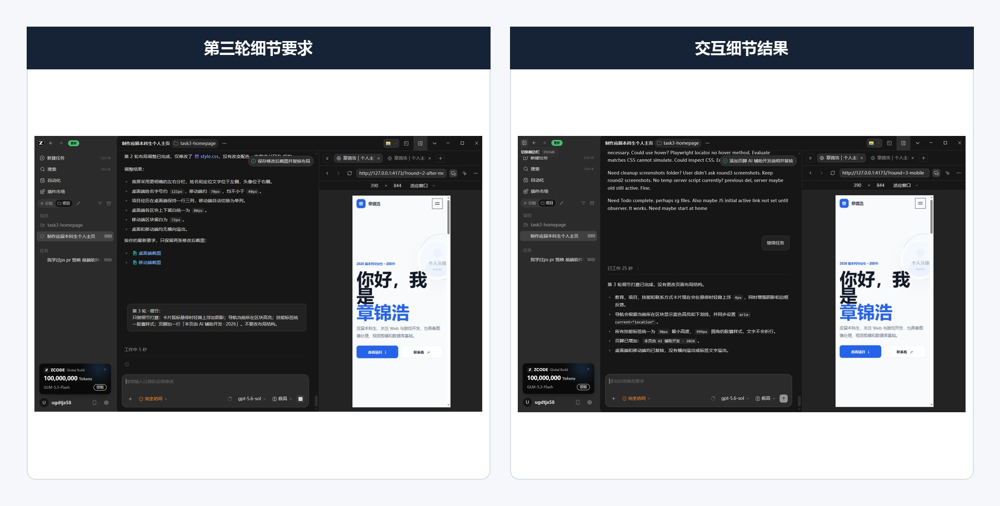 第三轮细节要求
更新
制作应届本科生个人主页 task3-homepage
新建任务 Ctrl+N
搜索 Ctrl+K
自动化
插件市场
# 分组 项目
项目
task3-homepage
制作应届本科生个人主页
任务
我学过ps pr 剪映 前端软件 50分
ZCODE Global Build
100,000,000 Tokens
GLM-5.3-Flash 领取
U ugdtja58
第 2 轮布局调整已完成，仅修改了 style.css，没有改变配色
保存修改后截图并复核布局
调整结果：
首屏采用更明确的左右分栏，姓名和定位文字位于左侧，头像位于右侧。
桌面端姓名字号约 121px，移动端约 70px，均不小于 40px。
项目经历在桌面端保持一行三列，移动端自动切换为单列。
桌面端各区块上下留白统一为 80px。
移动端区块留白为 72px。
桌面和移动端均无横向溢出。
按你的最新要求，只保留两张修改后截图：
桌面端截图
移动端截图
第 3 轮 · 细节：
只做细节打磨：卡片鼠标悬停时轻微上浮加阴影；导航当前所在区块高亮；技能标签统
一胶囊样式；页脚加一行「本页由 AI 辅助开发 · 2026」。不要改布局结构。
工作中 5 秒
继续输入以排队后续修改
完全访问 gpt-5.6-sol 极高
章锦浩 | 个人主 章锦浩 | 个人主
http://127.0.0.1:4173/?round=2-after-mo
390 × 844 适应窗口
章 章锦浩
个人头像
PHOTO
2026 届本科毕业生 · 求职中
你好，我
是
章锦浩
应届本科生，关注 Web 与游戏开发，也具备图
像处理、视频剪辑和数据库基础。
查看项目 ↓ 联系我 ↗
交互细节结果
更新
制作应届本科生个人主页 task3-homepage
切换侧边栏 Ctrl+B
新建任务 Ctrl+N
搜索 Ctrl+K
自动化
插件市场
# 分组 项目
项目
task3-homepage
制作应届本科生个人主页
任务
我学过ps pr 剪映 前端软件 50分
ZCODE Global Build
100,000,000 Tokens
GLM-5.3-Flash 领取
U ugdtja58
necessary. Could use hover? Playwright locator no hover method. Evaluate
matches CSS cannot simulate. Could inspect CSS.
添加页脚 AI 辅助开发说明并复核
Need cleanup screenshots folder? User didn't ask round3 screenshots. Keep
round2 screenshots. No temp server script currently? previous del, server maybe
old still active. Fine.
Need Todo complete. perhaps rg files. Also maybe JS initial active link not set until
observer. It works. Need maybe start at home
继续任务
已工作 25 秒
第 3 轮细节打磨已完成，没有更改页面布局结构。
教育、项目、技能和联系方式卡片现在会在悬停时轻微上浮 4px，同时增强阴影和边框
反馈。
导航会根据当前所在区块显示蓝色高亮和下划线，并同步设置 aria-
current="location"。
所有技能标签统一为 30px 最小高度、999px 圆角的胶囊样式，文字不会折行。
页脚已增加：本页由 AI 辅助开发 · 2026。
桌面端和移动端均已复核，没有横向溢出或标签文字溢出。
提出后续修改要求
完全访问 gpt-5.6-sol 极高
章锦浩 | 个人主 章锦浩 | 个人主
http://127.0.0.1:4173/?round=3-mobile
390 × 844 适应窗口
章 章锦浩
个人头像
PHOTO
2026 届本科毕业生 · 求职中
你好，我
是
章锦浩
应届本科生，关注 Web 与游戏开发，也具备图
像处理、视频剪辑和数据库基础。
查看项目 ↓ 联系我 ↗